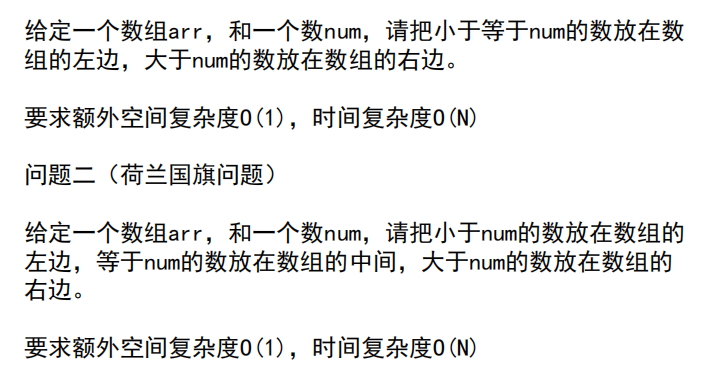 给定一个数组arr，和一个数num，请把小于等于num的数放在数
组的左边，大于num的数放在数组的右边。
要求额外空间复杂度O(1)，时间复杂度O(N)
问题二（荷兰国旗问题）
给定一个数组arr，和一个数num，请把小于num的数放在数组的
左边，等于num的数放在数组的中间，大于num的数放在数组的
右边。
要求额外空间复杂度O(1)，时间复杂度O(N)